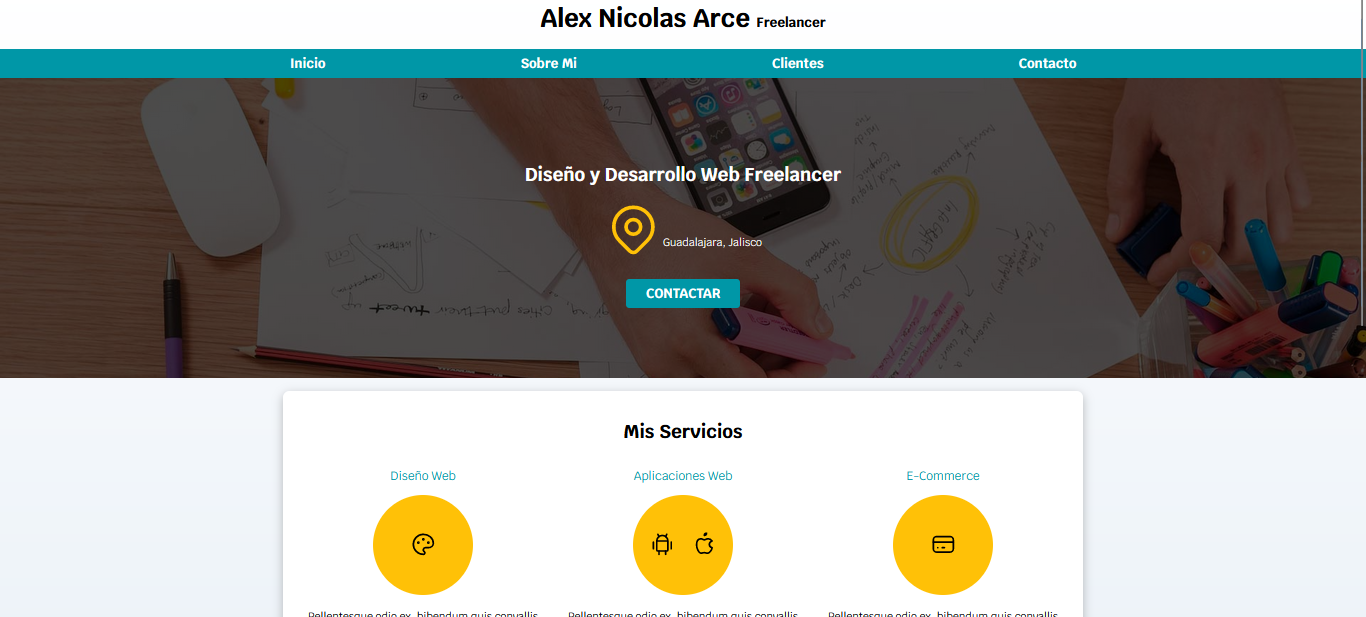 Alex Nicolas Arce Freelancer
Inicio Sobre Mi Clientes Contacto
Diseño y Desarrollo Web Freelancer
Guadalajara, Jalisco
CONTACTAR
Mis Servicios
Diseño Web Aplicaciones Web E-Commerce
Pellentesque odio ex, bibendum quis convallis Pellentesque odio ex, bibendum quis convallis Pellentesque odio ex, bibendum quis convallis